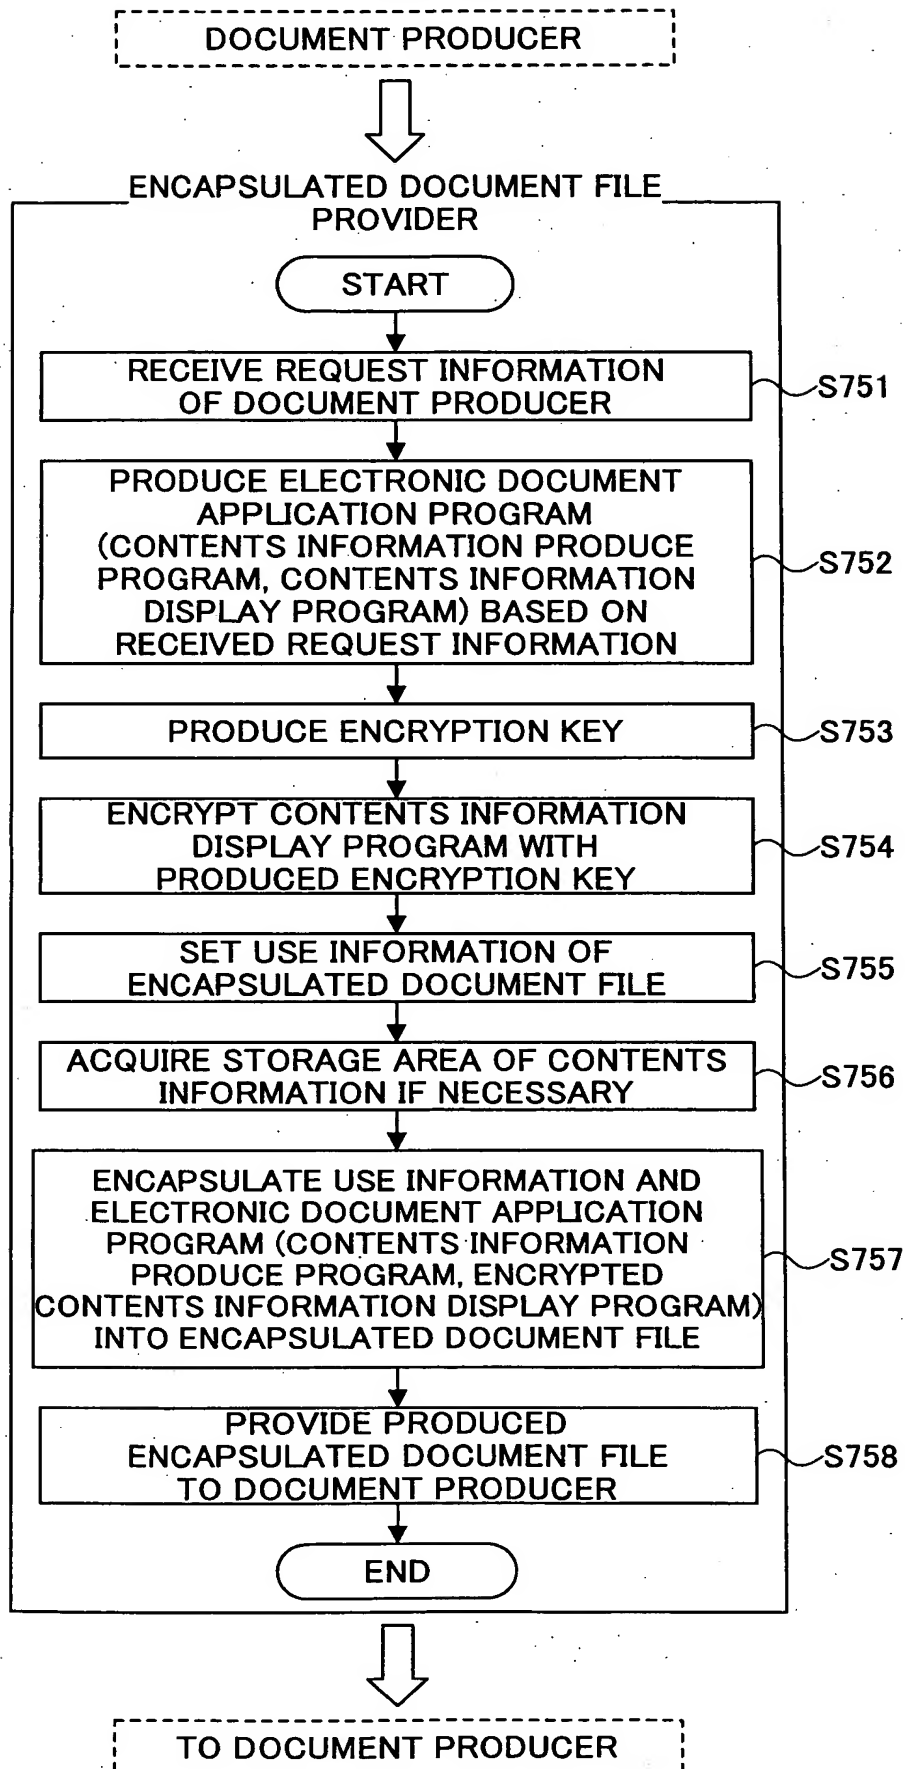 DOCUMENT PRODUCER
ENCAPSULATED DOCUMENT FILE
PROVIDER
START
RECEIVE REQUEST INFORMATION
OF DOCUMENT PRODUCER
S751
PRODUCE ELECTRONIC DOCUMENT
APPLICATION PROGRAM
(CONTENTS INFORMATION PRODUCE
PROGRAM, CONTENTS INFORMATION
DISPLAY PROGRAM) BASED ON
RECEIVED REQUEST INFORMATION
S752
PRODUCE ENCRYPTION KEY
S753
ENCRYPT CONTENTS INFORMATION
DISPLAY PROGRAM WITH
PRODUCED ENCRYPTION KEY
S754
SET USE INFORMATION OF
ENCAPSULATED DOCUMENT FILE
S755
ACQUIRE STORAGE AREA OF CONTENTS
INFORMATION IF NECESSARY
S756
ENCAPSULATE USE INFORMATION AND
ELECTRONIC DOCUMENT APPLICATION
PROGRAM (CONTENTS INFORMATION
PRODUCE PROGRAM, ENCRYPTED
CONTENTS INFORMATION DISPLAY PROGRAM)
INTO ENCAPSULATED DOCUMENT FILE
S757
PROVIDE PRODUCED
ENCAPSULATED DOCUMENT FILE
TO DOCUMENT PRODUCER
S758
END
TO DOCUMENT PRODUCER